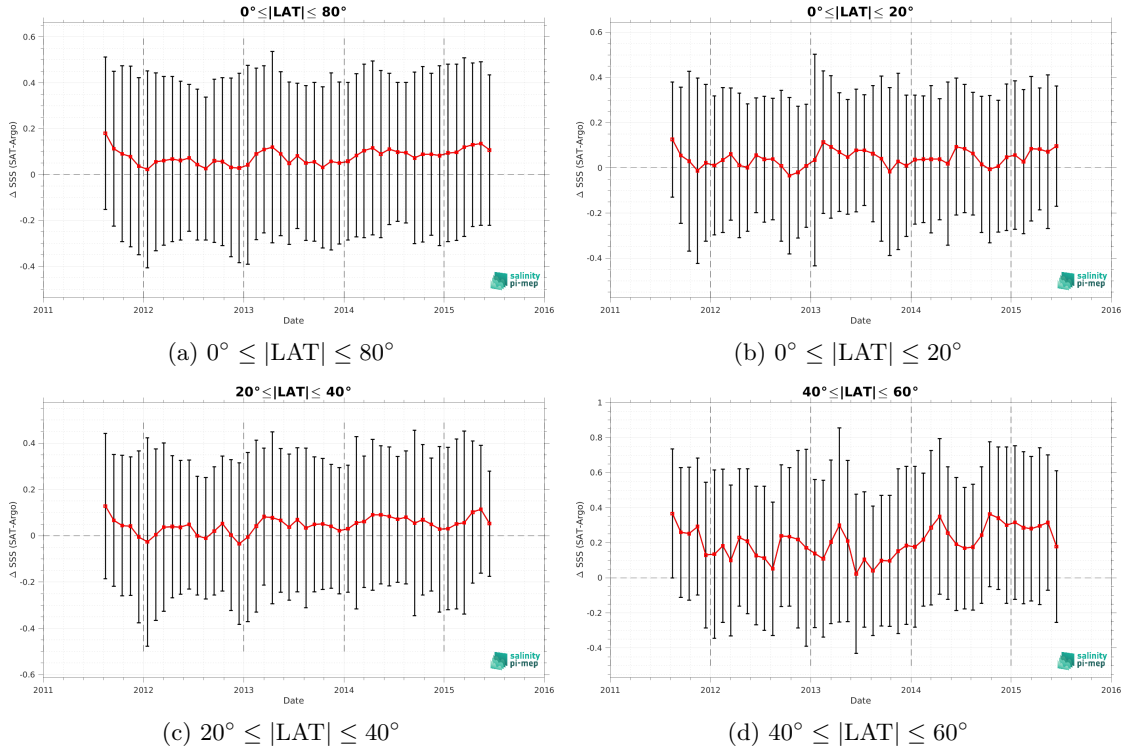 0°≤|LAT|≤ 80°
0.6
0.4
0.2
0
-0.2
-0.4
Δ SSS (SAT-Argo)
2011
2012
2013
2014
2015
2016
Date
salinity
pi-mep
(a) 0° ≤ |LAT| ≤ 80°
0°≤|LAT|≤ 20°
0.6
0.4
0.2
0
-0.2
-0.4
Δ SSS (SAT-Argo)
2011
2012
2013
2014
2015
2016
Date
salinity
pi-mep
(b) 0° ≤ |LAT| ≤ 20°
20°≤|LAT|≤ 40°
0.4
0.2
0
-0.2
-0.4
-0.6
Δ SSS (SAT-Argo)
2011
2012
2013
2014
2015
2016
Date
salinity
pi-mep
(c) 20° ≤ |LAT| ≤ 40°
40°≤|LAT|≤ 60°
1
0.8
0.6
0.4
0.2
0
-0.2
-0.4
Δ SSS (SAT-Argo)
2011
2012
2013
2014
2015
2016
Date
salinity
pi-mep
(d) 40° ≤ |LAT| ≤ 60°